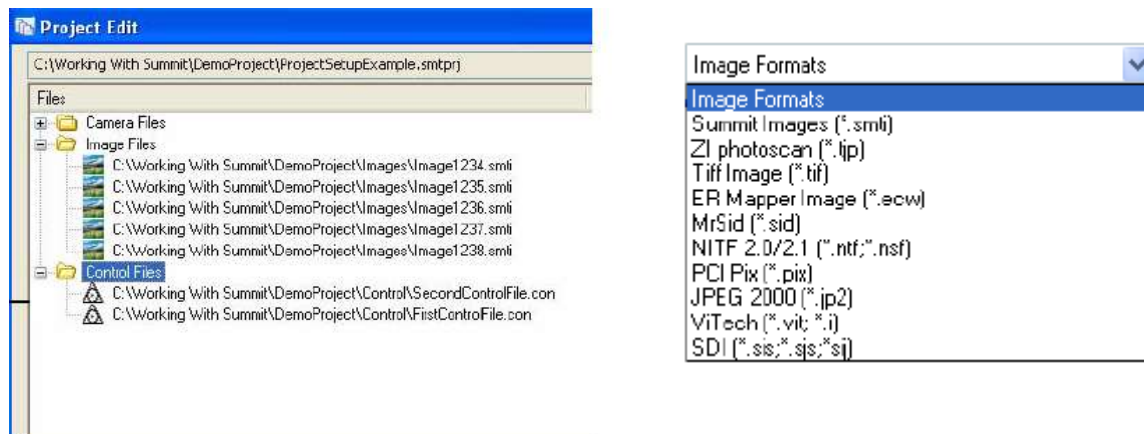 Project Edit
C:\Working With Summit\DemoProject\ProjectSetupExample.smtprj
Files
Camera Files
Image Files
C:\Working With Summit\DemoProject\Images\Image1234.smti
C:\Working With Summit\DemoProject\Images\Image1235.smti
C:\Working With Summit\DemoProject\Images\Image1236.smti
C:\Working With Summit\DemoProject\Images\Image1237.smti
C:\Working With Summit\DemoProject\Images\Image1238.smti
Control Files
C:\Working With Summit\DemoProject\Control\SecondControlFile.con
C:\Working With Summit\DemoProject\Control\FirstControFile.con
Image Formats
Image Formats
Summit Images (*.smti)
ZI photoscan (*.tjp)
Tiff Image (*.tif)
ER Mapper Image (*.ecw)
MrSid (*.sid)
NITF 2.0/2.1 (*.ntf;*.nsf)
PCI Pix (*.pix)
JPEG 2000 (*.jp2)
ViTech (*.vit; *.i)
SDI (*.sis;*.sjs;*sij)